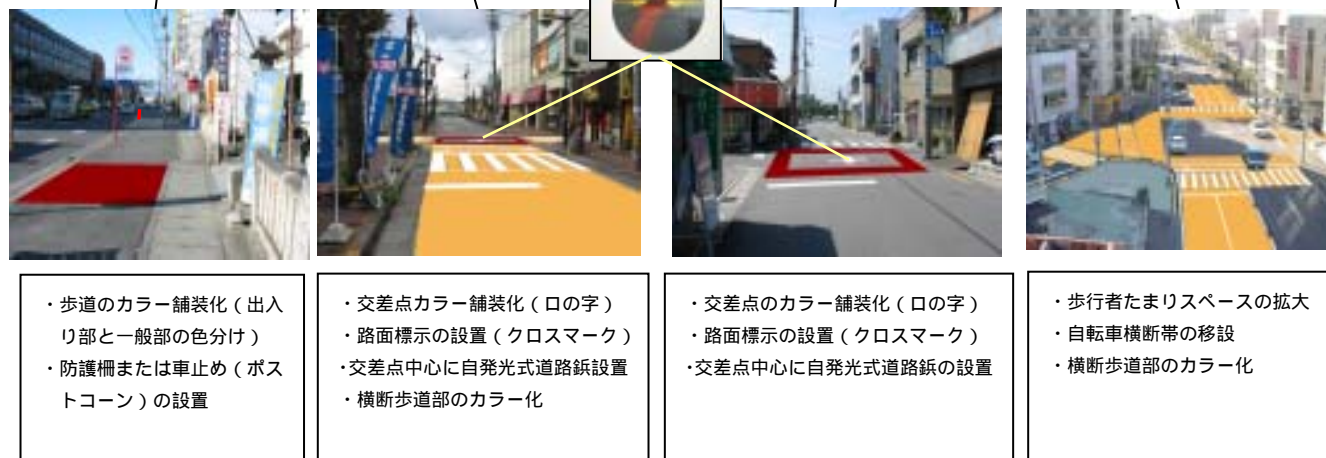 ・歩道のカラー舗装化（出入
り部と一般部の色分け）
・防護柵または車止め（ポス
トコーン）の設置
・交差点カラー舗装化（ロの字）
・路面標示の設置（クロスマーク）
・交差点中心に自発光式道路鋲設置
・横断歩道部のカラー化
・交差点のカラー舗装化（ロの字）
・路面標示の設置（クロスマーク）
・交差点中心に自発光式道路鋲の設置
・歩行者たまりスペースの拡大
・自転車横断帯の移設
・横断歩道部のカラー化